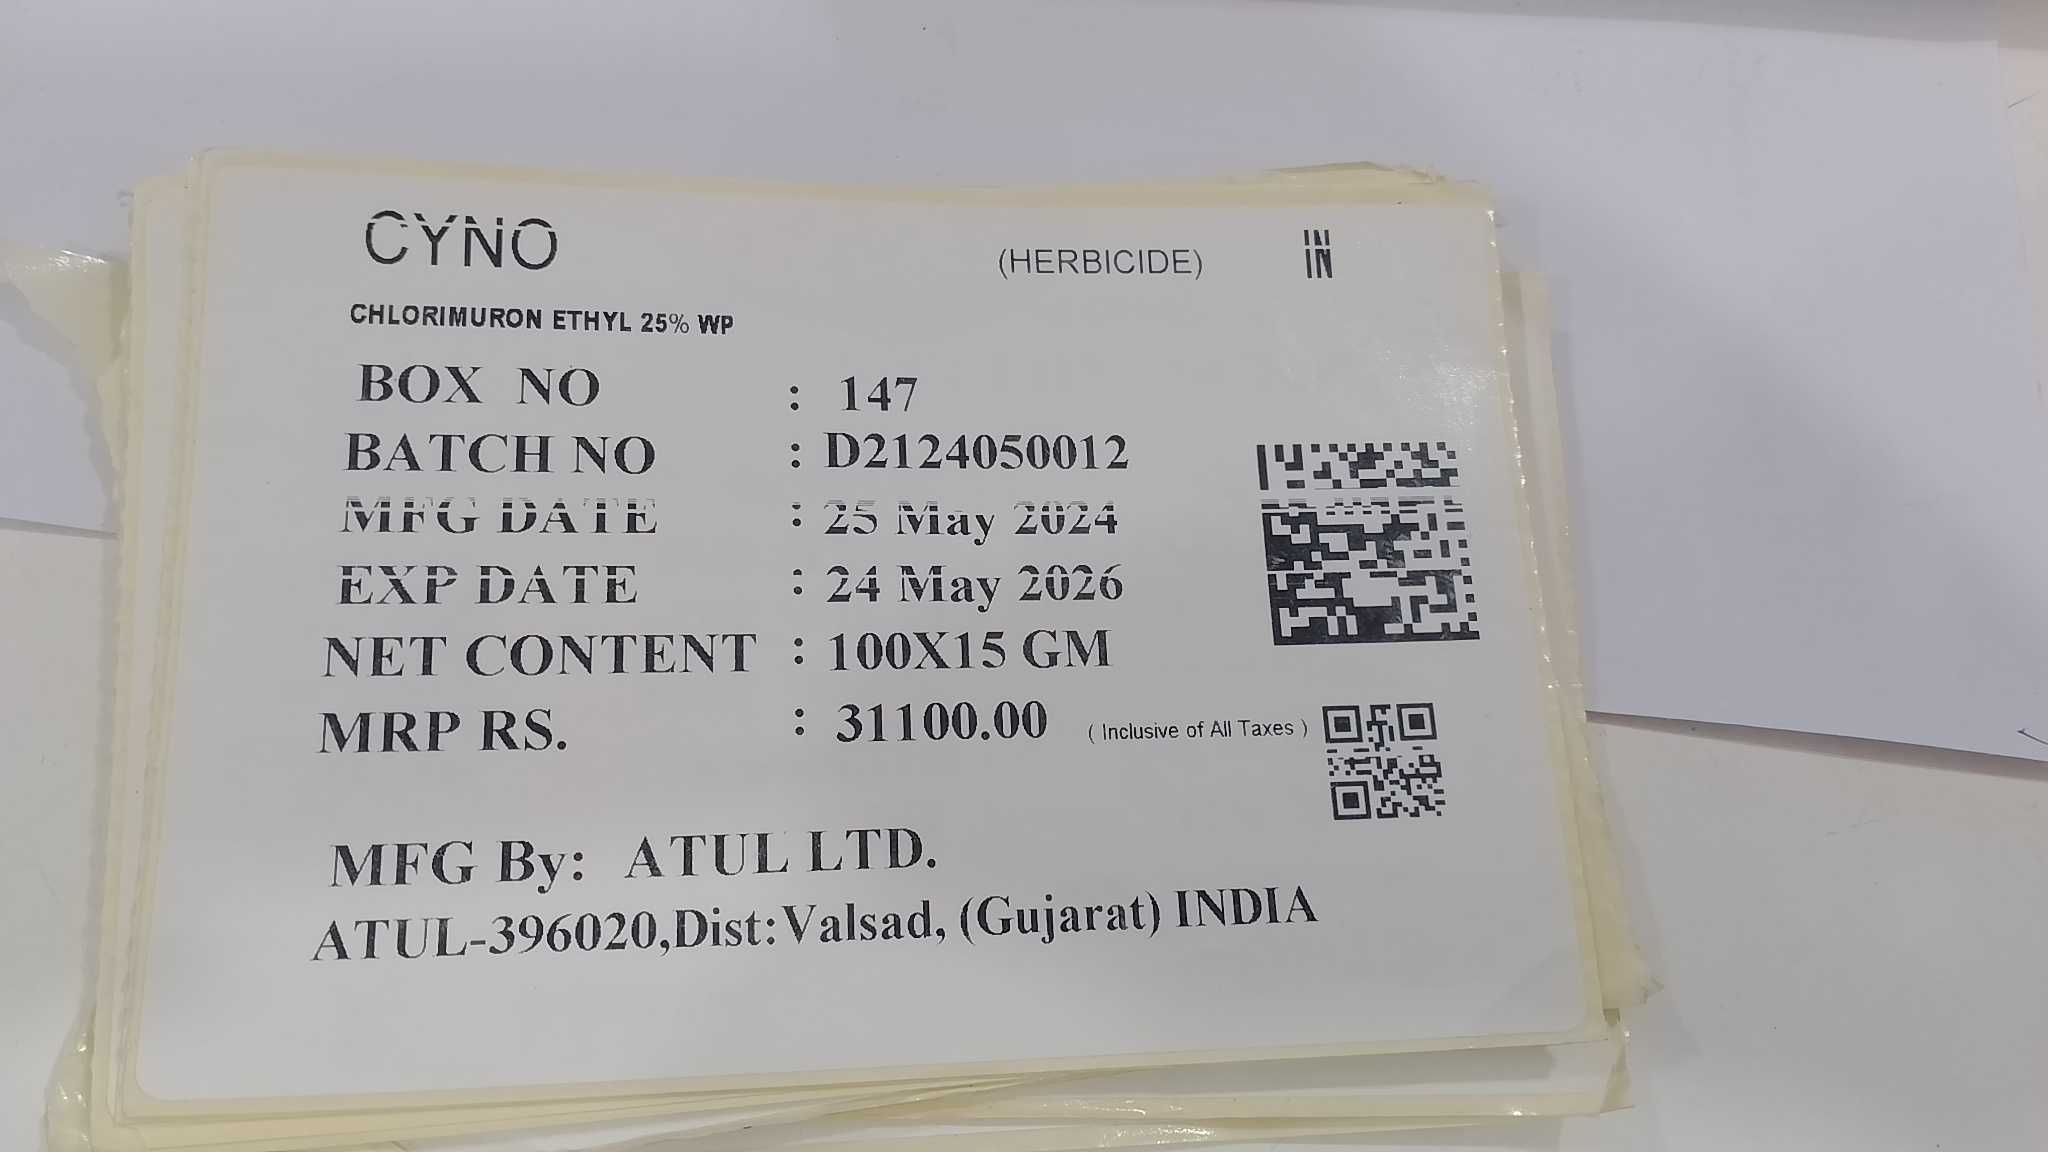 CYNO (HERBICIDE) IN
CHLORIMURON ETHYL 25% WP
BOX NO : 147
BATCH NO : D2124050012
MFG DATE : 25 May 2024
EXP DATE : 24 May 2026
NET CONTENT : 100X15 GM
MRP RS. : 31100.00 ( Inclusive of All Taxes )
MFG By: ATUL LTD.
ATUL-396020,Dist:Valsad, (Gujarat) INDIA